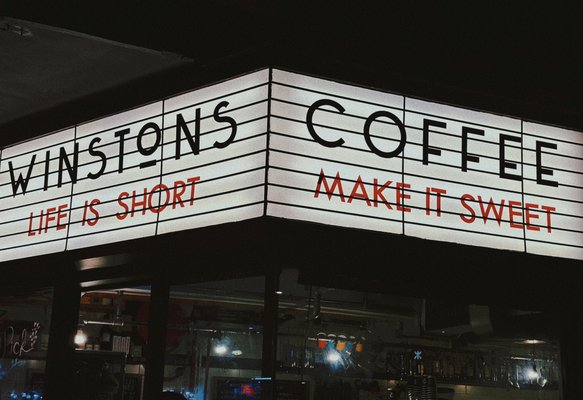 WINSTONS COFFEE
LIFE IS SHORT MAKE IT SWEET